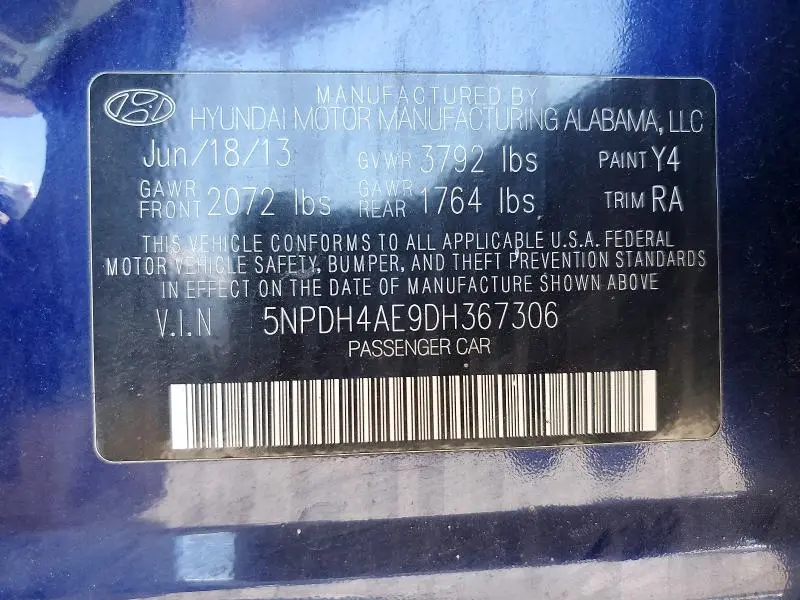 MANUFACTURED BY
HYUNDAI MOTOR MANUFACTURING ALABAMA, LLC
Jun/18/13 GVWR 3792 lbs PAINT Y4
GAWR FRONT 2072 lbs GAWR REAR 1764 lbs TRIM RA
THIS VEHICLE CONFORMS TO ALL APPLICABLE U.S.A. FEDERAL
MOTOR VEHICLE SAFETY, BUMPER, AND THEFT PREVENTION STANDARDS
IN EFFECT ON THE DATE OF MANUFACTURE SHOWN ABOVE
V.I.N 5NPDH4AE9DH367306
PASSENGER CAR